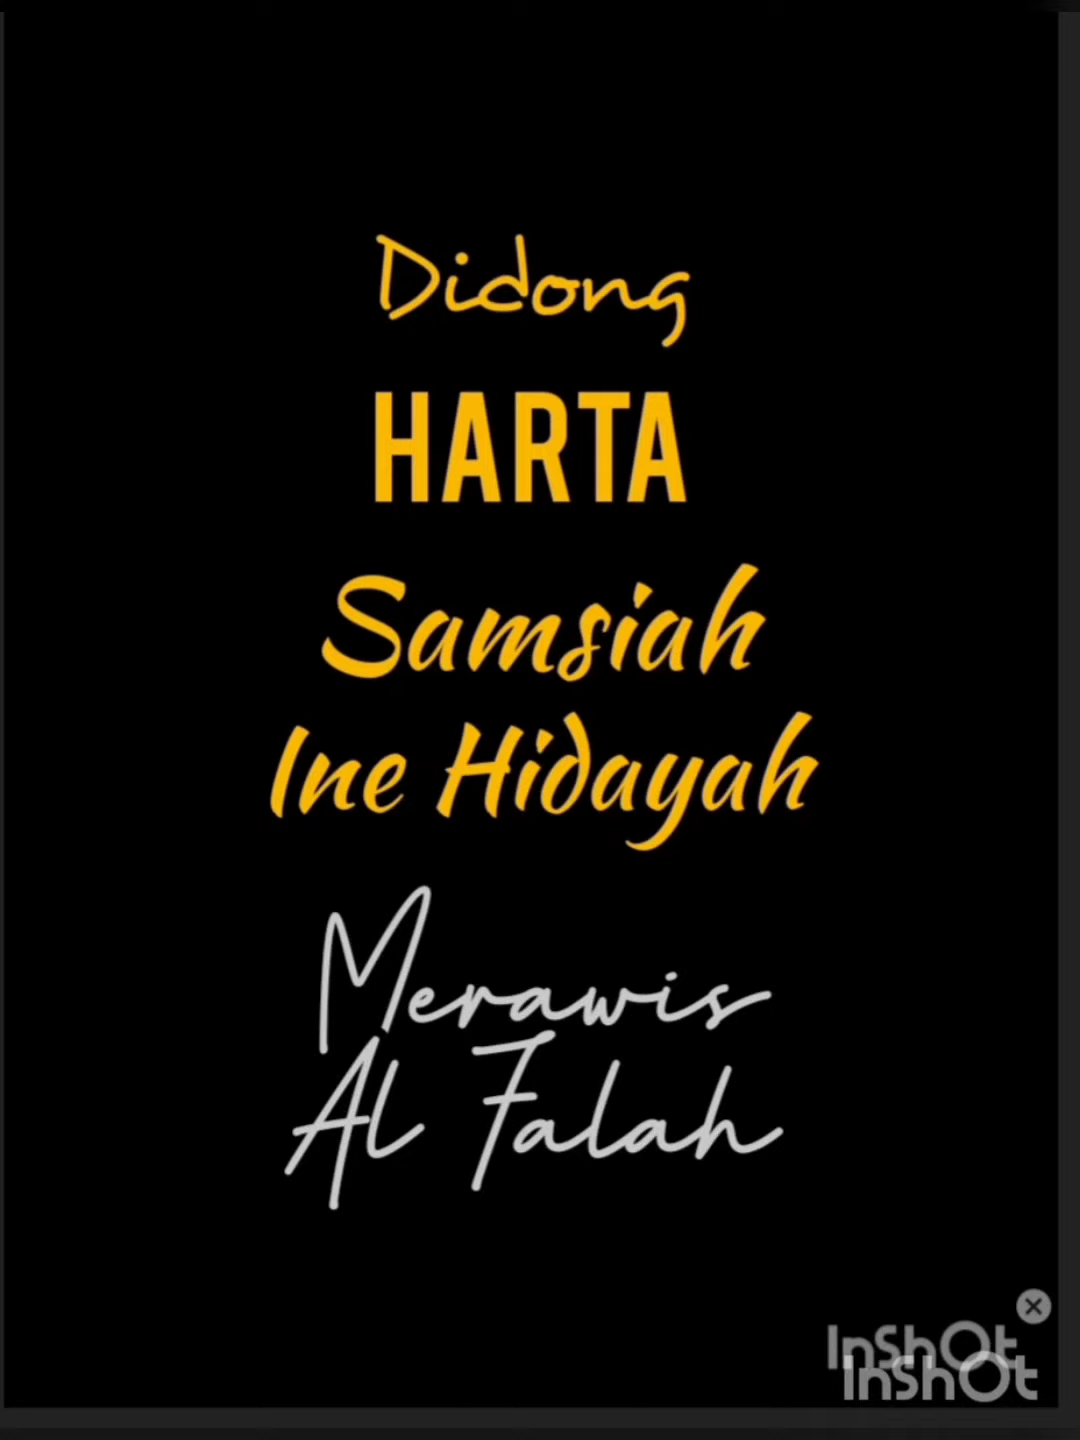 Didong
HARTA
Samsiah
Ine Hidayah
Merawis
Al Falah
InShOt
InShOt